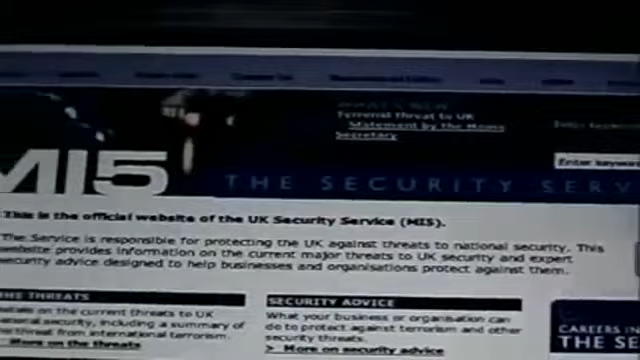 WHAT'S NEW
Terrorist threat to UK
Statement by the Home
Secretary
Enter keywo
MI5
THE SECURITY SERV
This is the official website of the UK Security Service (MI5).
The Service is responsible for protecting the UK against threats to national security. This
website provides information on the current major threats to UK security and expert
security advice designed to help businesses and organisations protect against them.
THE THREATS
details on the current threats to UK
national security, including a summary of
the threat from international terrorism.
More on the threats
SECURITY ADVICE
What your business or organisation can
do to protect against terrorism and other
security threats.
> More on security advice
CAREERS IN
THE SE